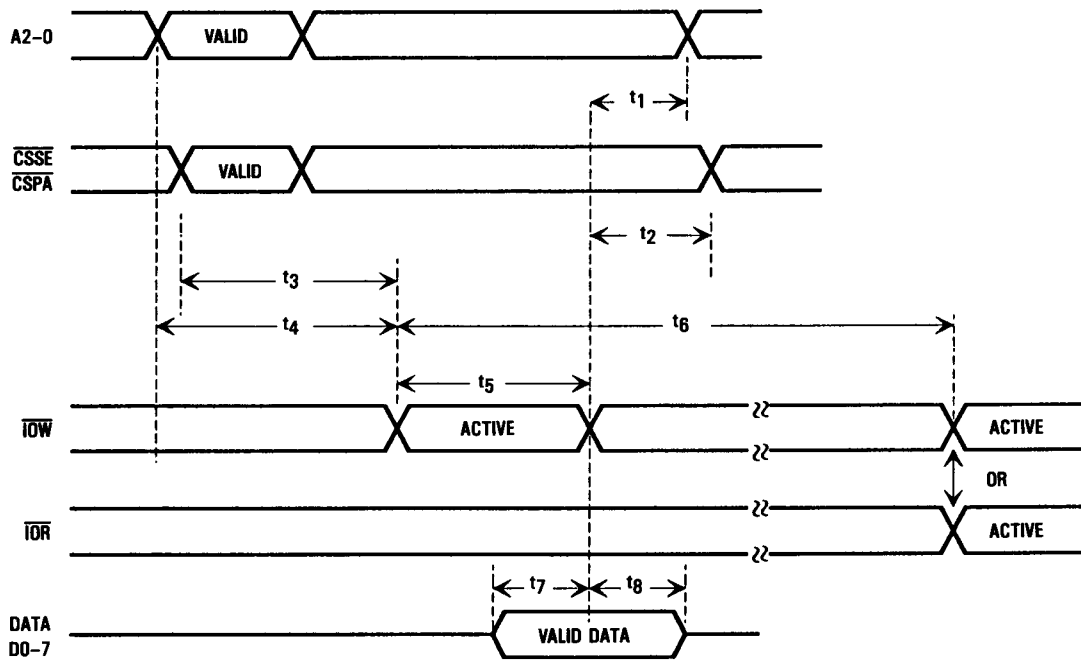 A2-0
VALID
t1
CSSE
CSPA
VALID
t2
t3
t4
t6
t5
IOW
ACTIVE
ACTIVE
OR
IOR
ACTIVE
t7
t8
DATA
D0-7
VALID DATA